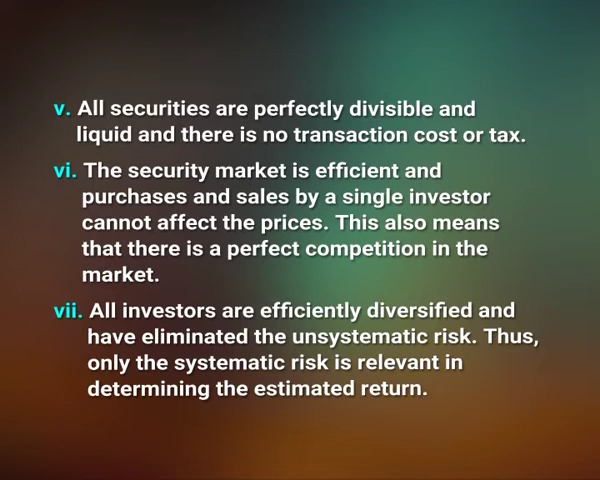 v. All securities are perfectly divisible and
liquid and there is no transaction cost or tax.
vi. The security market is efficient and
purchases and sales by a single investor
cannot affect the prices. This also means
that there is a perfect competition in the
market.
vii. All investors are efficiently diversified and
have eliminated the unsystematic risk. Thus,
only the systematic risk is relevant in
determining the estimated return.